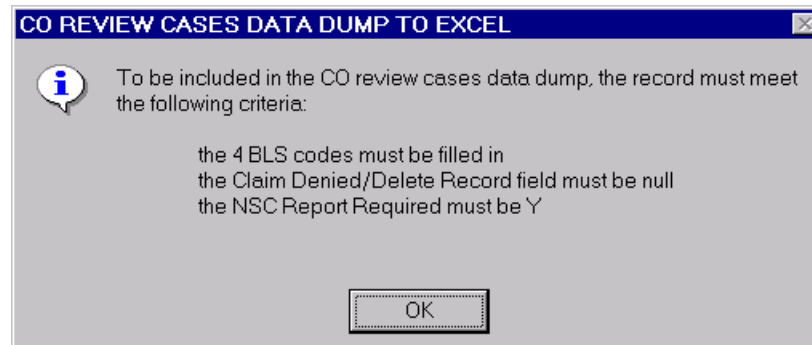 CO REVIEW CASES DATA DUMP TO EXCEL
To be included in the CO review cases data dump, the record must meet
the following criteria:
the 4 BLS codes must be filled in
the Claim Denied/Delete Record field must be null
the NSC Report Required must be Y
OK